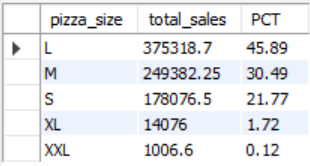 pizza_size total_sales PCT
L 375318.7 45.89
M 249382.25 30.49
S 178076.5 21.77
XL 14076 1.72
XXL 1006.6 0.12